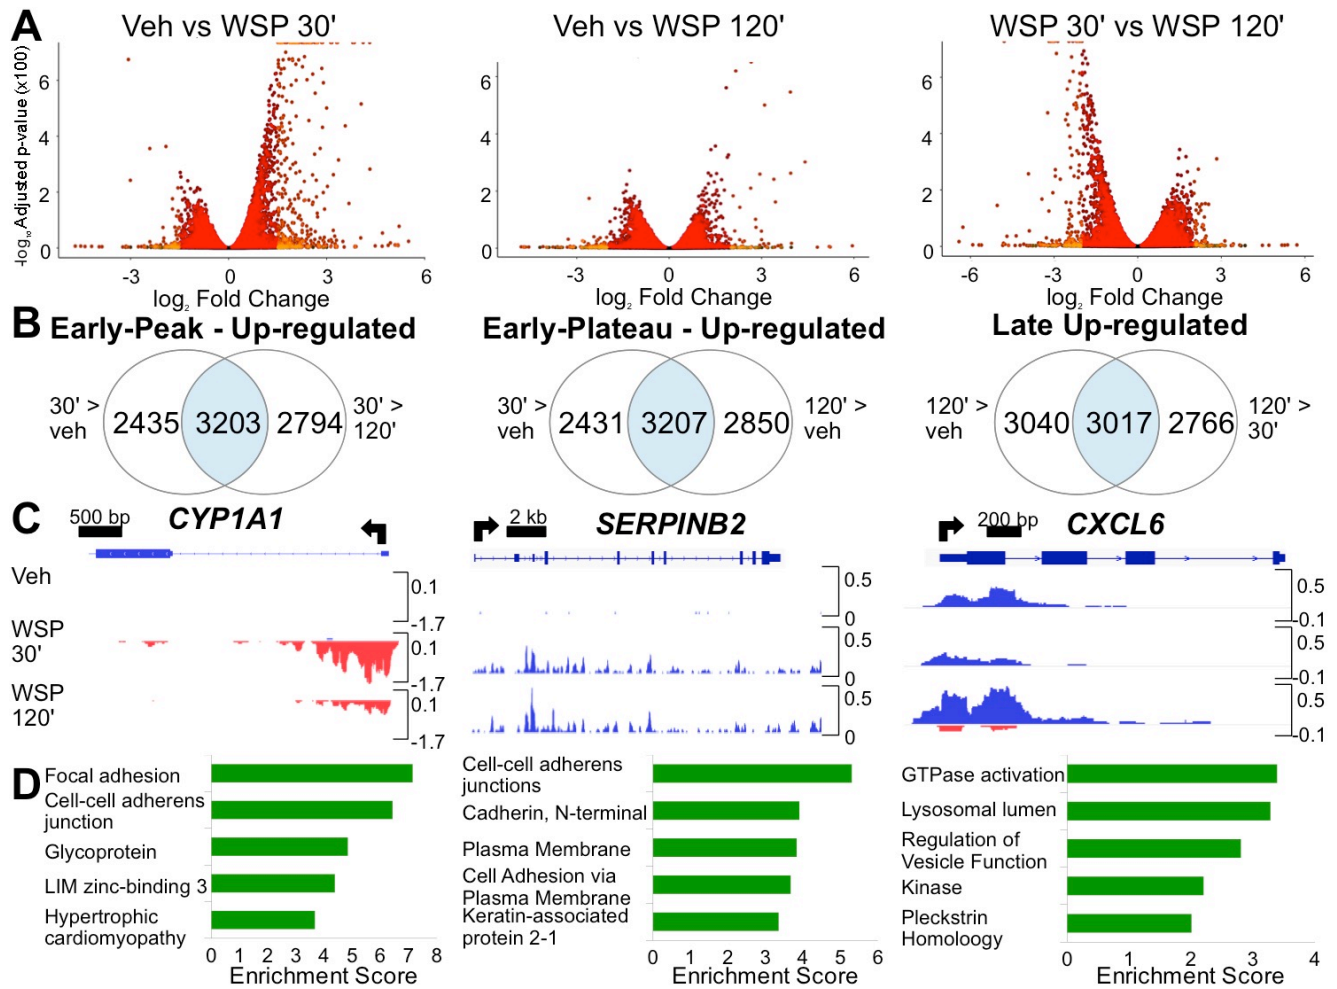 A
Veh vs WSP 30'
Veh vs WSP 120'
WSP 30' vs WSP 120'
-log₁₀ Adjusted p-value (x100)
6
4
2
0
-3
0
3
6
log₂ Fold Change
6
4
2
0
-3
0
3
6
log₂ Fold Change
6
4
2
0
-6
-3
0
3
6
log₂ Fold Change
B
Early-Peak - Up-regulated
30' >
veh
2435
3203
2794
30' >
120'
Early-Plateau - Up-regulated
30' >
veh
2431
3207
2850
120' >
veh
Late Up-regulated
120' >
veh
3040
3017
2766
120' >
30'
C
500 bp
CYP1A1
2 kb
SERPINB2
200 bp
CXCL6
Veh
0.1
-1.7
0.5
0
0.5
-0.1
WSP
30'
0.1
-1.7
0.5
0
0.5
-0.1
WSP
120'
0.1
-1.7
0.5
0
0.5
-0.1
D
Focal adhesion
Cell-cell adherens
junction
Glycoprotein
LIM zinc-binding 3
Hypertrophic
cardiomyopathy
0 1 2 3 4 5 6 7 8
Enrichment Score
Cell-cell adherens
junctions
Cadherin, N-terminal
Plasma Membrane
Cell Adhesion via
Plasma Membrane
Keratin-associated
protein 2-1
0 1 2 3 4 5 6
Enrichment Score
GTPase activation
Lysosomal lumen
Regulation of
Vesicle Function
Kinase
Pleckstrin
Homoloogy
0 1 2 3 4
Enrichment Score